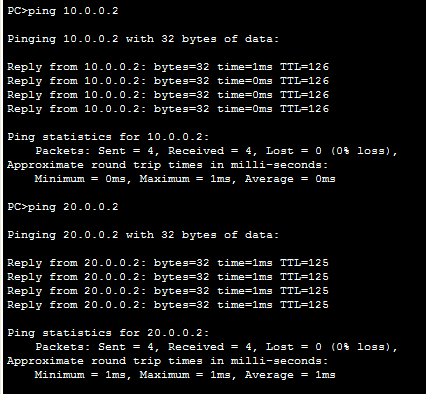 PC>ping 10.0.0.2
Pinging 10.0.0.2 with 32 bytes of data:
Reply from 10.0.0.2: bytes=32 time=1ms TTL=126
Reply from 10.0.0.2: bytes=32 time=0ms TTL=126
Reply from 10.0.0.2: bytes=32 time=0ms TTL=126
Reply from 10.0.0.2: bytes=32 time=0ms TTL=126
Ping statistics for 10.0.0.2:
    Packets: Sent = 4, Received = 4, Lost = 0 (0% loss),
Approximate round trip times in milli-seconds:
    Minimum = 0ms, Maximum = 1ms, Average = 0ms
PC>ping 20.0.0.2
Pinging 20.0.0.2 with 32 bytes of data:
Reply from 20.0.0.2: bytes=32 time=1ms TTL=125
Reply from 20.0.0.2: bytes=32 time=1ms TTL=125
Reply from 20.0.0.2: bytes=32 time=1ms TTL=125
Reply from 20.0.0.2: bytes=32 time=1ms TTL=125
Ping statistics for 20.0.0.2:
    Packets: Sent = 4, Received = 4, Lost = 0 (0% loss),
Approximate round trip times in milli-seconds:
    Minimum = 1ms, Maximum = 1ms, Average = 1ms